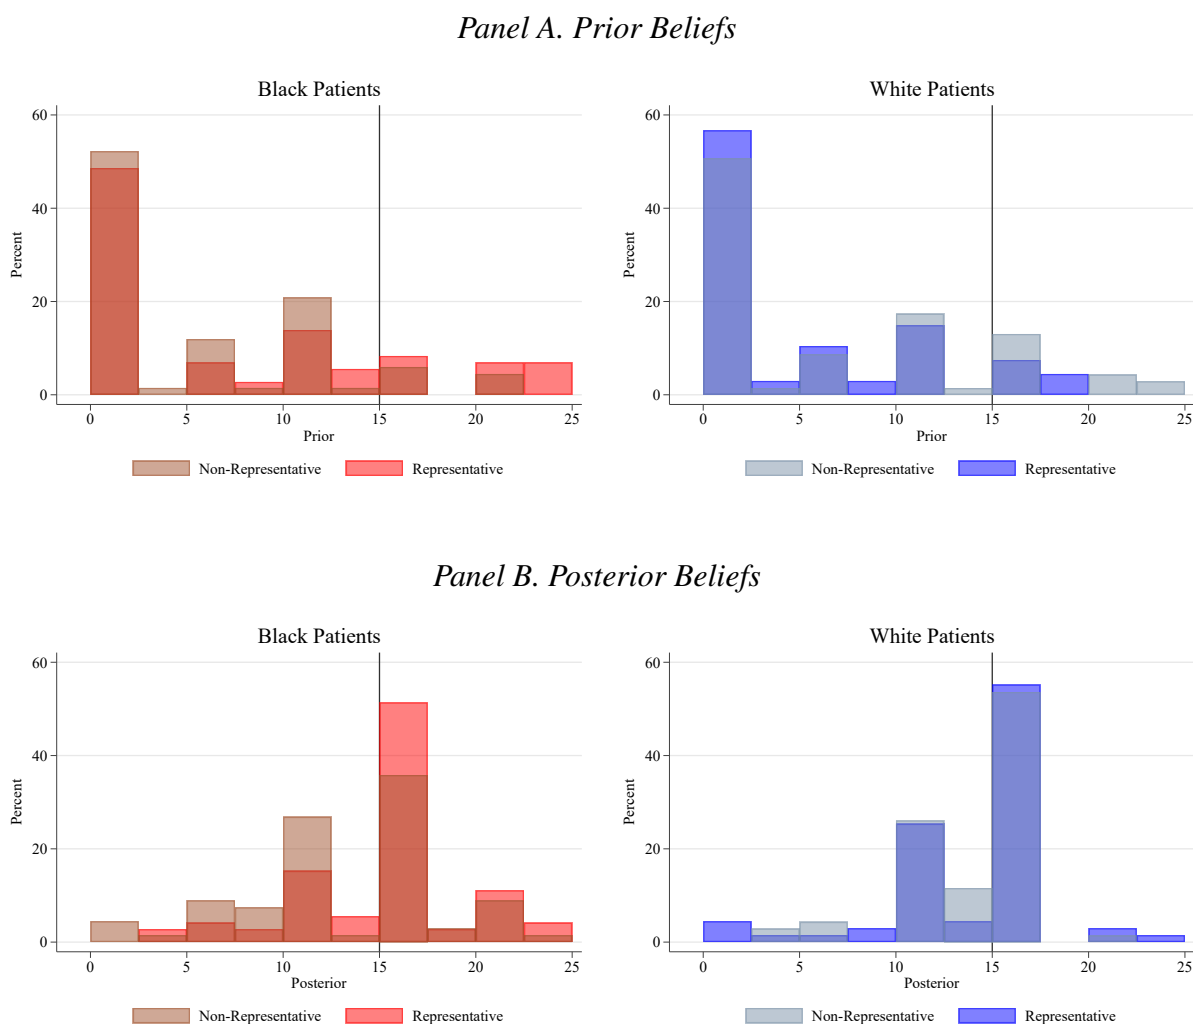 Panel A. Prior Beliefs
Black Patients
60
40
20
0
Percent
0 5 10 15 20 25
Prior
Non-Representative Representative
White Patients
60
40
20
0
Percent
0 5 10 15 20 25
Prior
Non-Representative Representative
Panel B. Posterior Beliefs
Black Patients
60
40
20
0
Percent
0 5 10 15 20 25
Posterior
Non-Representative Representative
White Patients
60
40
20
0
Percent
0 5 10 15 20 25
Posterior
Non-Representative Representative